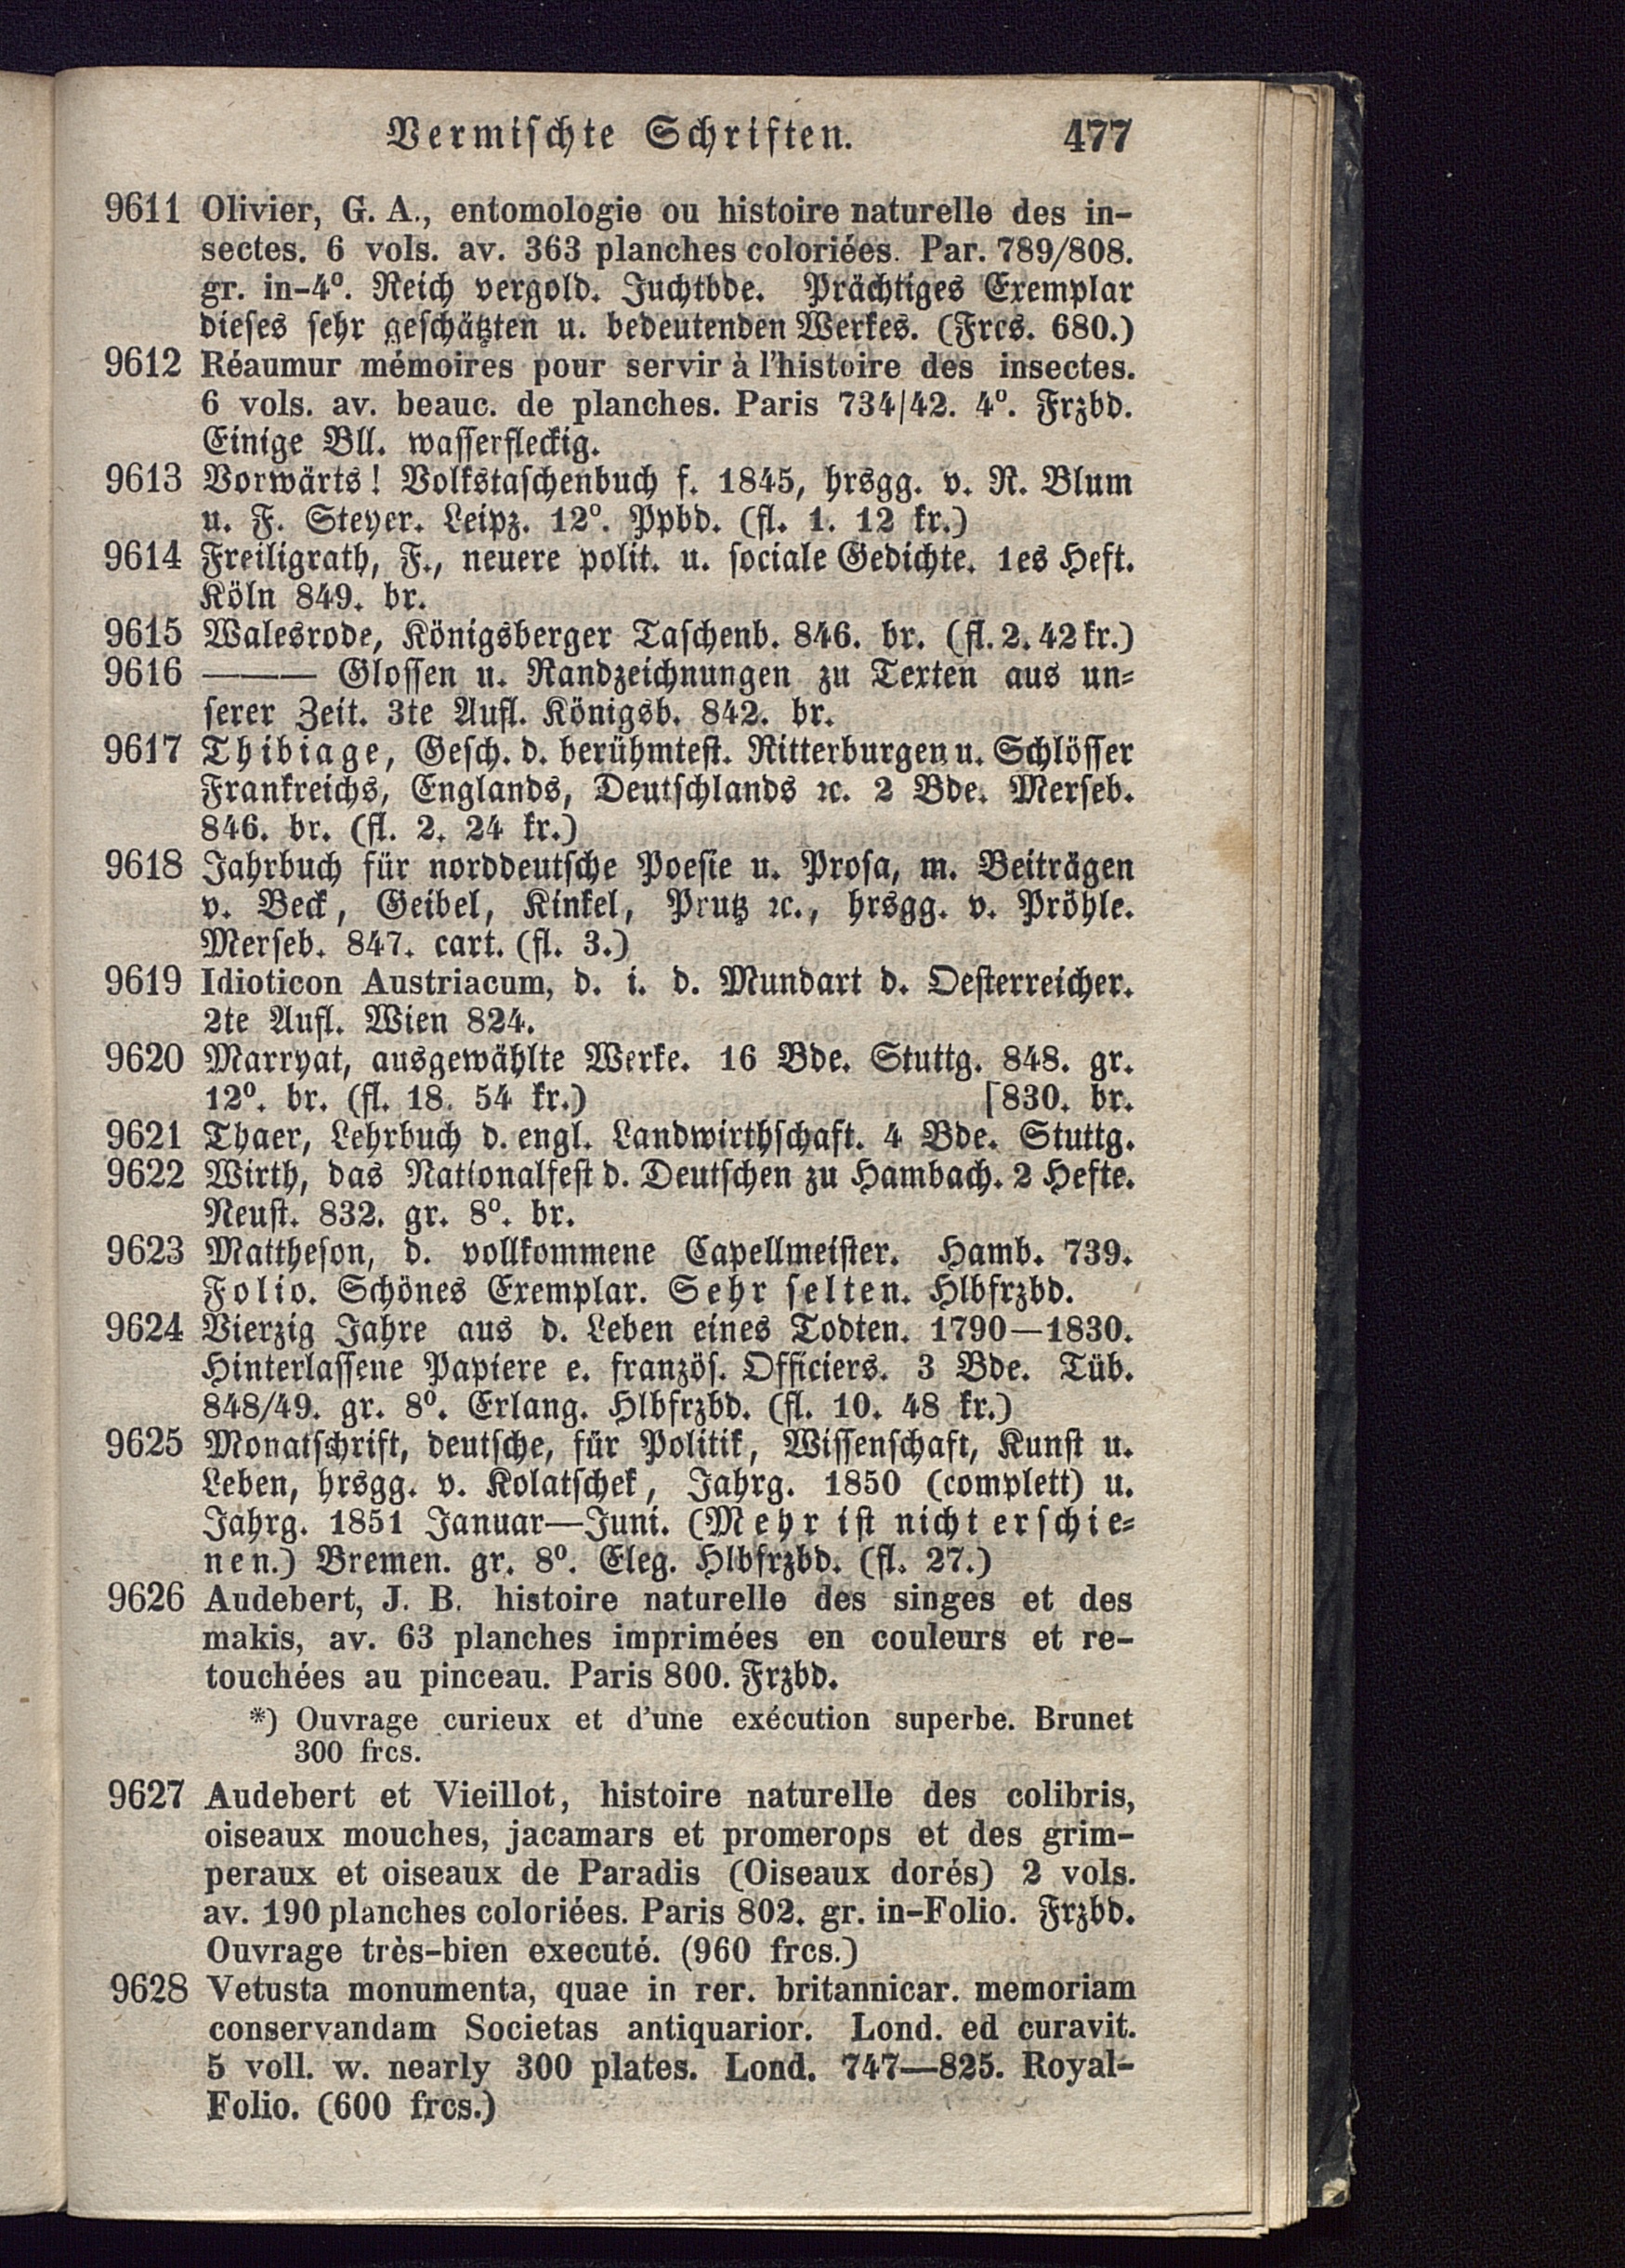 Vermischte Schriften. 477
9611 Olivier, G. A., entomologie ou histoire naturelle des in-
sectes. 6 vols. av. 363 planches coloriées. Par. 789/808.
gr. in-4⁰. Reich vergold. Juchtbde. Prächtiges Exemplar
dieses sehr geschätzten u. bedeutenden Werkes. (Frcs. 680.)
9612 Réaumur mémoires pour servir à l'histoire des insectes.
6 vols. av. beauc. de planches. Paris 734/42. 4⁰. Frzbd.
Einige Bll. wasserfleckig.
9613 Vorwärts! Volkstaschenbuch f. 1845, hrsgg. v. R. Blum
u. F. Steyer. Leipz. 12⁰. Ppbd. (fl. 1. 12 kr.)
9614 Freiligrath, F., neuere polit. u. sociale Gedichte. 1es Heft.
Köln 849. br.
9615 Walesrode, Königsberger Taschenb. 846. br. (fl. 2. 42 kr.)
9616 ——— Glossen u. Randzeichnungen zu Texten aus un-
serer Zeit. 3te Aufl. Königsb. 842. br.
9617 Thibiage, Gesch. d. berühmtest. Ritterburgen u. Schlösser
Frankreichs, Englands, Deutschlands ꝛc. 2 Bde. Merseb.
846. br. (fl. 2. 24 kr.)
9618 Jahrbuch für norddeutsche Poesie u. Prosa, m. Beiträgen
v. Beck, Geibel, Kinkel, Prutz ꝛc., hrsgg. v. Pröhle.
Merseb. 847. cart. (fl. 3.)
9619 Idioticon Austriacum, d. i. d. Mundart d. Oesterreicher.
2te Aufl. Wien 824.
9620 Marryat, ausgewählte Werke. 16 Bde. Stuttg. 848. gr.
12⁰. br. (fl. 18. 54 kr.) [830. br.
9621 Thaer, Lehrbuch d. engl. Landwirthschaft. 4 Bde. Stuttg.
9622 Wirth, das Nationalfest d. Deutschen zu Hambach. 2 Hefte.
Neust. 832. gr. 8⁰. br.
9623 Mattheson, d. vollkommene Capellmeister. Hamb. 739.
Folio. Schönes Exemplar. Sehr selten. Hlbfrzbd.
9624 Vierzig Jahre aus d. Leben eines Todten. 1790—1830.
Hinterlassene Papiere e. französ. Officiers. 3 Bde. Tüb.
848/49. gr. 8⁰. Erlang. Hlbfrzbd. (fl. 10. 48 kr.)
9625 Monatschrift, deutsche, für Politik, Wissenschaft, Kunst u.
Leben, hrsgg. v. Kolatschek, Jahrg. 1850 (complett) u.
Jahrg. 1851 Januar—Juni. (Mehr ist nicht erschie-
nen.) Bremen. gr. 8⁰. Eleg. Hlbfrzbd. (fl. 27.)
9626 Audebert, J. B. histoire naturelle des singes et des
makis, av. 63 planches imprimées en couleurs et re-
touchées au pinceau. Paris 800. Frzbd.
*) Ouvrage curieux et d'une exécution superbe. Brunet
300 frcs.
9627 Audebert et Vieillot, histoire naturelle des colibris,
oiseaux mouches, jacamars et promerops et des grim-
peraux et oiseaux de Paradis (Oiseaux dorés) 2 vols.
av. 190 planches coloriées. Paris 802. gr. in-Folio. Frzbd.
Ouvrage très-bien executé. (960 frcs.)
9628 Vetusta monumenta, quae in rer. britannicar. memoriam
conservandam Societas antiquarior. Lond. ed curavit.
5 voll. w. nearly 300 plates. Lond. 747—825. Royal-
Folio. (600 frcs.)